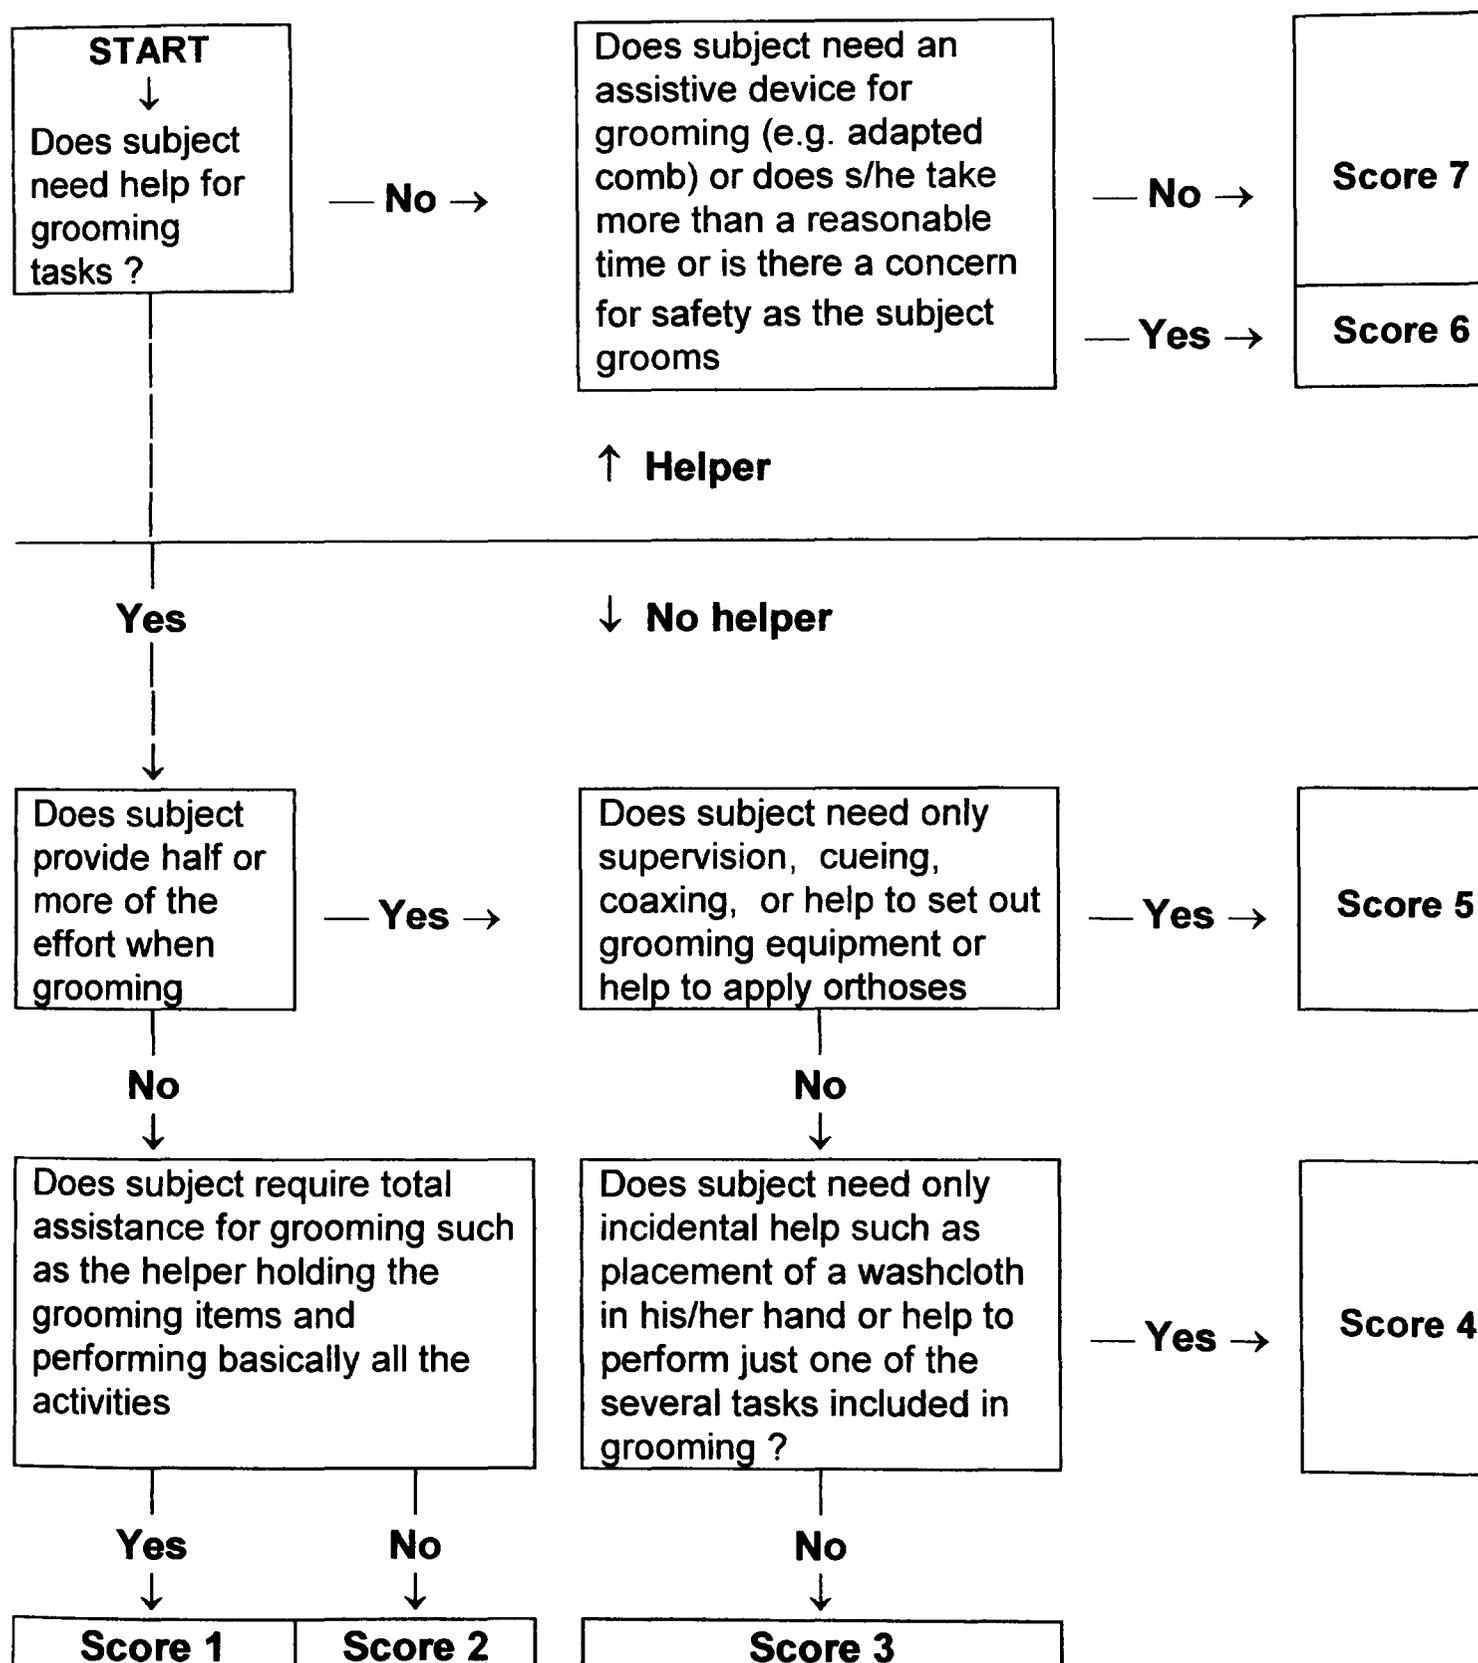 START
↓
Does subject
need help for
grooming
tasks ?
— No →
Does subject need an
assistive device for
grooming (e.g. adapted
comb) or does s/he take
more than a reasonable
time or is there a concern
for safety as the subject
grooms
— No →
Score 7
— Yes →
Score 6
↑ Helper
Yes
↓ No helper
Does subject
provide half or
more of the
effort when
grooming
— Yes →
Does subject need only
supervision, cueing,
coaxing, or help to set out
grooming equipment or
help to apply orthoses
— Yes →
Score 5
No
No
Does subject require total
assistance for grooming such
as the helper holding the
grooming items and
performing basically all the
activities
Does subject need only
incidental help such as
placement of a washcloth
in his/her hand or help to
perform just one of the
several tasks included in
grooming ?
— Yes →
Score 4
Yes
No
No
Score 1
Score 2
Score 3